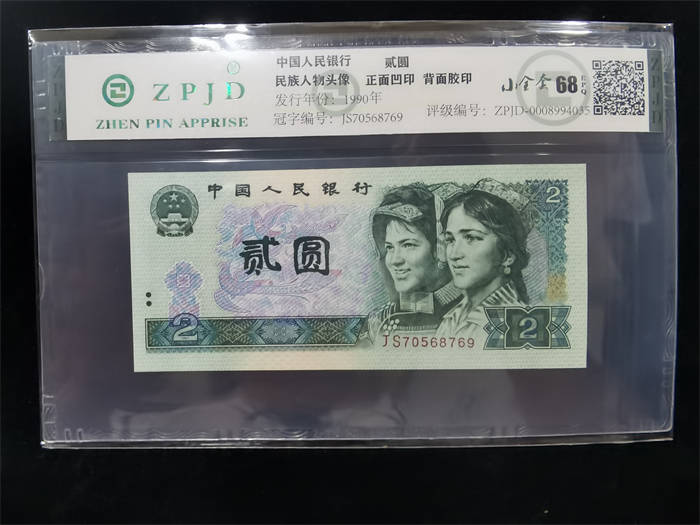 ZPJD
ZHEN PIN APPRISE
中国人民银行 贰圆
民族人物头像 正面凹印 背面胶印
发行年份：1990年
冠字编号：JS70568769
小全套 68 EPQ
评级编号：ZPJD-0008994035
中国人民银行
贰圆
2
2
JS70568769
2